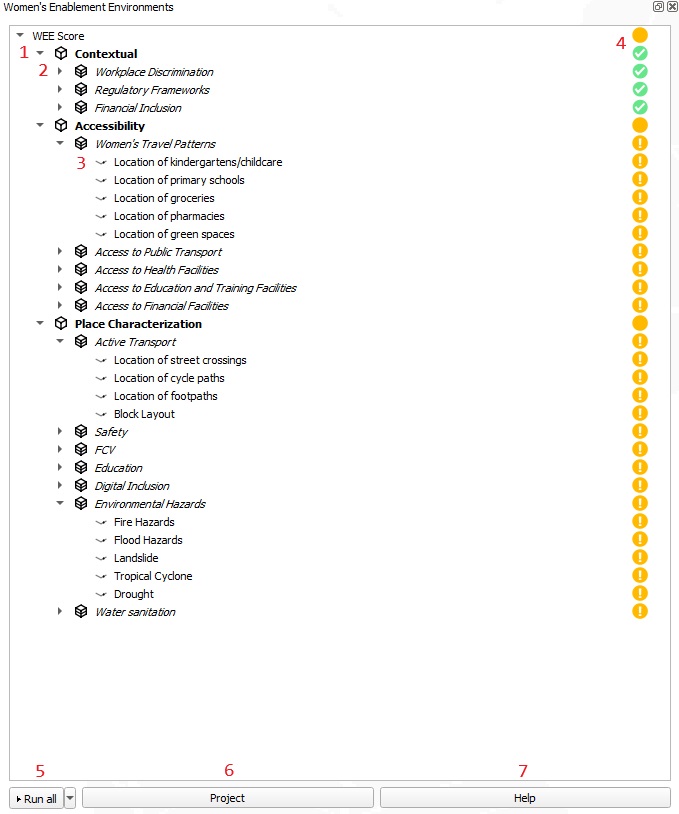 Women's Enablement Environments
WEE Score 4
1 Contextual
2 Workplace Discrimination
Regulatory Frameworks
Financial Inclusion
Accessibility
Women's Travel Patterns
3 Location of kindergartens/childcare
Location of primary schools
Location of groceries
Location of pharmacies
Location of green spaces
Access to Public Transport
Access to Health Facilities
Access to Education and Training Facilities
Access to Financial Facilities
Place Characterization
Active Transport
Location of street crossings
Location of cycle paths
Location of footpaths
Block Layout
Safety
FCV
Education
Digital Inclusion
Environmental Hazards
Fire Hazards
Flood Hazards
Landslide
Tropical Cyclone
Drought
Water sanitation
5 6 7
Run all Project Help